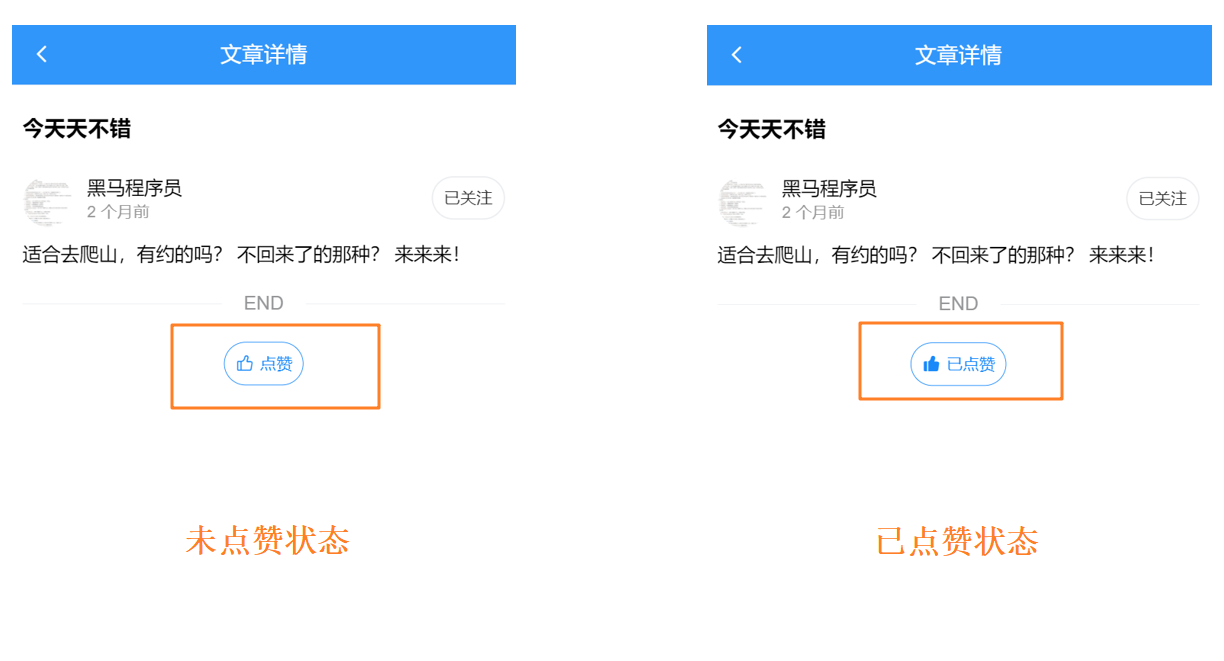 文章详情
今天天不错
黑马程序员
2 个月前
已关注
适合去爬山，有约的吗？ 不回来了的那种？ 来来来！
END
点赞
未点赞状态
文章详情
今天天不错
黑马程序员
2 个月前
已关注
适合去爬山，有约的吗？ 不回来了的那种？ 来来来！
END
已点赞
已点赞状态